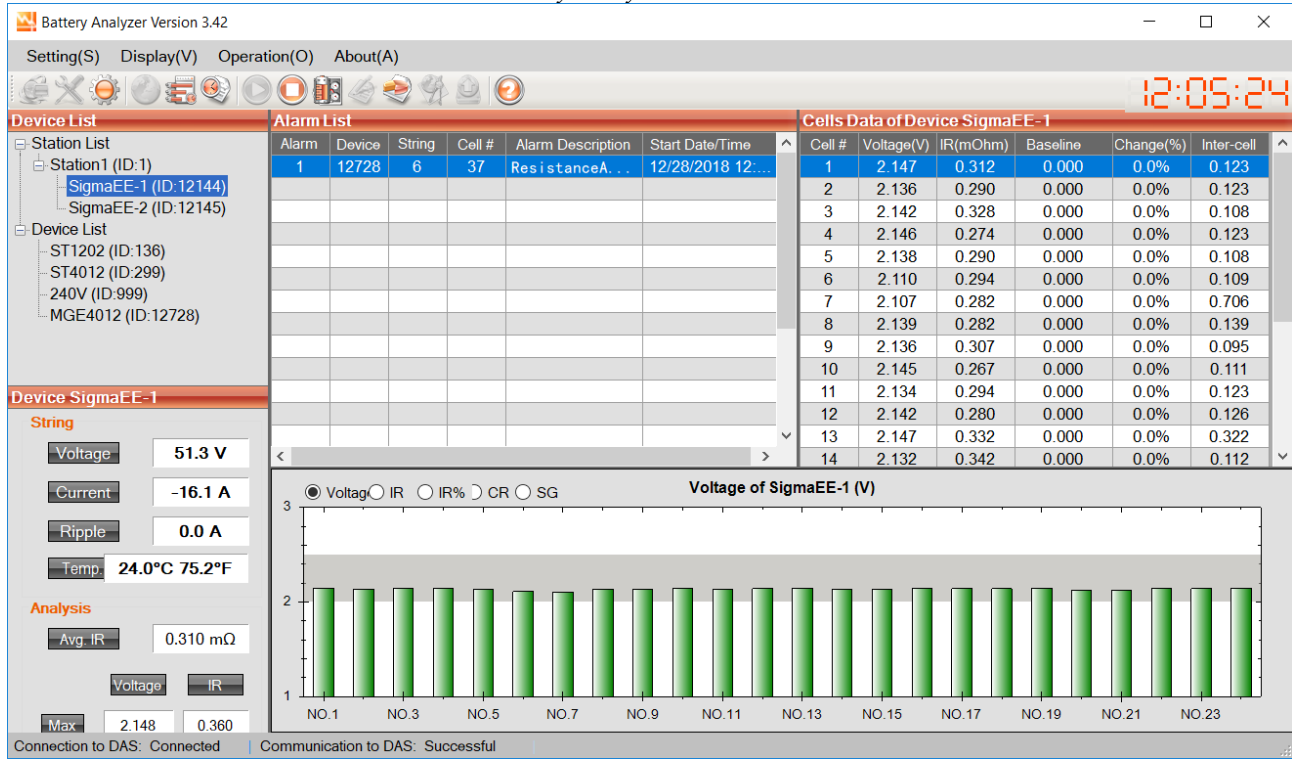 Battery Analyzer Version 3.42
Setting(S) Display(V) Operation(O) About(A)
12:05:24
Device List
Station List
Station1 (ID:1)
SigmaEE-1 (ID:12144)
SigmaEE-2 (ID:12145)
Device List
ST1202 (ID:136)
ST4012 (ID:299)
240V (ID:999)
MGE4012 (ID:12728)
Alarm List
Alarm Device String Cell # Alarm Description Start Date/Time
1 12728 6 37 ResistanceA... 12/28/2018 12:...
Cells Data of Device SigmaEE-1
Cell # Voltage(V) IR(mOhm) Baseline Change(%) Inter-cell
1 2.147 0.312 0.000 0.0% 0.123
2 2.136 0.290 0.000 0.0% 0.123
3 2.142 0.328 0.000 0.0% 0.108
4 2.146 0.274 0.000 0.0% 0.123
5 2.138 0.290 0.000 0.0% 0.108
6 2.110 0.294 0.000 0.0% 0.109
7 2.107 0.282 0.000 0.0% 0.706
8 2.139 0.282 0.000 0.0% 0.139
9 2.136 0.307 0.000 0.0% 0.095
10 2.145 0.267 0.000 0.0% 0.111
11 2.134 0.294 0.000 0.0% 0.123
12 2.142 0.280 0.000 0.0% 0.126
13 2.147 0.332 0.000 0.0% 0.322
14 2.132 0.342 0.000 0.0% 0.112
Device SigmaEE-1
String
Voltage 51.3 V
Current -16.1 A
Ripple 0.0 A
Temp. 24.0°C 75.2°F
Analysis
Avg. IR 0.310 mΩ
Voltage IR
Max 2.148 0.360
Voltag IR IR% CR SG
Voltage of SigmaEE-1 (V)
3
2
1
NO.1 NO.3 NO.5 NO.7 NO.9 NO.11 NO.13 NO.15 NO.17 NO.19 NO.21 NO.23
Connection to DAS: Connected Communication to DAS: Successful